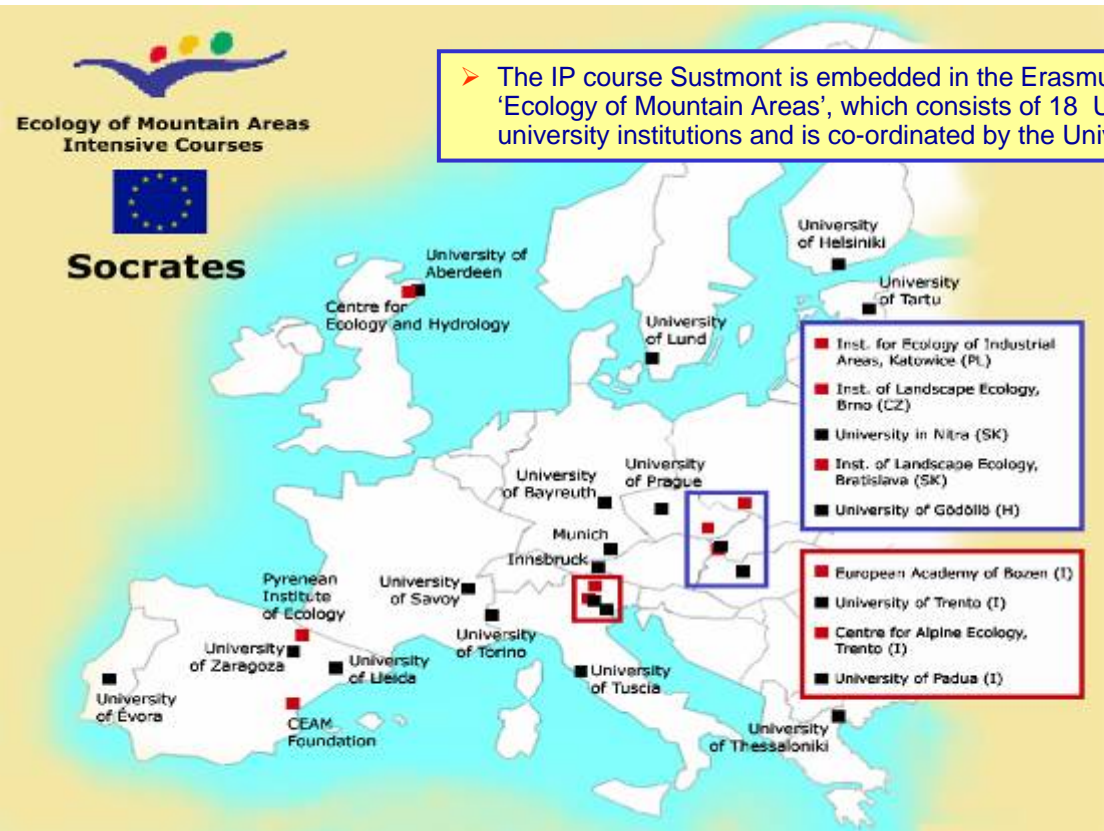 Ecology of Mountain Areas
Intensive Courses
Socrates
The IP course Sustmont is embedded in the Erasmu
‘Ecology of Mountain Areas’, which consists of 18 U
university institutions and is co-ordinated by the Uni
University
of Helsiniki
University of
Aberdeen
University
of Tartu
Centre for
Ecology and Hydrology
University
of Lund
Inst. for Ecology of Industrial
Areas, Katowice (PL)
Inst. of Landscape Ecology,
Brno (CZ)
University in Nitra (SK)
Inst. of Landscape Ecology,
Bratislava (SK)
University of Gödöllö (H)
University
of Bayreuth
University
of Prague
Munich
Innsbruck
European Academy of Bozen (I)
University of Trento (I)
Centre for Alpine Ecology,
Trento (I)
University of Padua (I)
Pyrenean
Institute
of Ecology
University
of Savoy
University
of Torino
University
of Zaragoza
University
of Lleida
University
of Tuscia
University
of Évora
CEAM
Foundation
University
of Thessaloniki